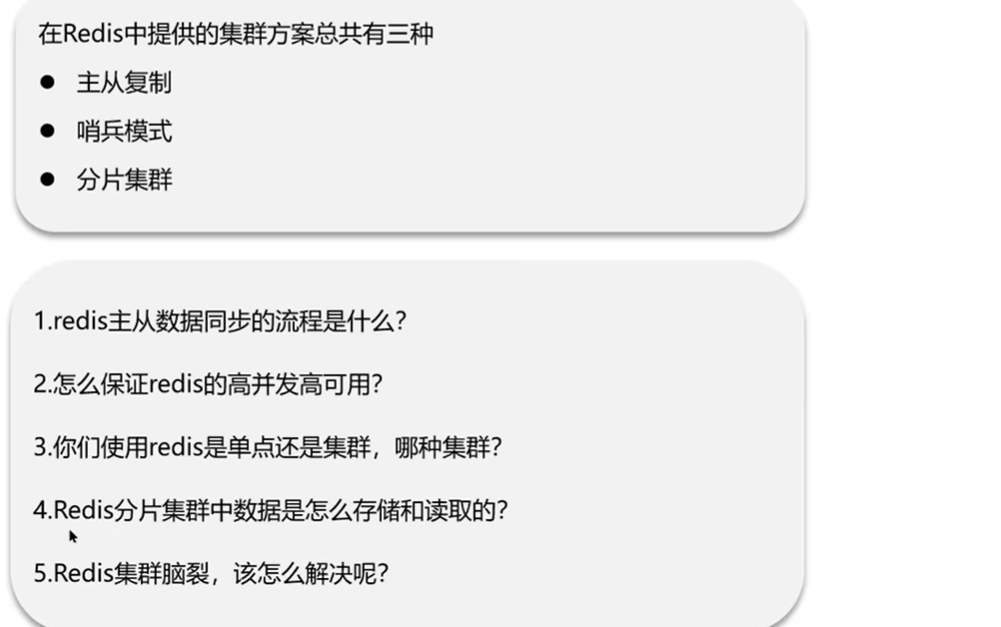 在Redis中提供的集群方案总共有三种
● 主从复制
● 哨兵模式
● 分片集群
1.redis主从数据同步的流程是什么?
2.怎么保证redis的高并发高可用?
3.你们使用redis是单点还是集群，哪种集群?
4.Redis分片集群中数据是怎么存储和读取的?
5.Redis集群脑裂，该怎么解决呢?